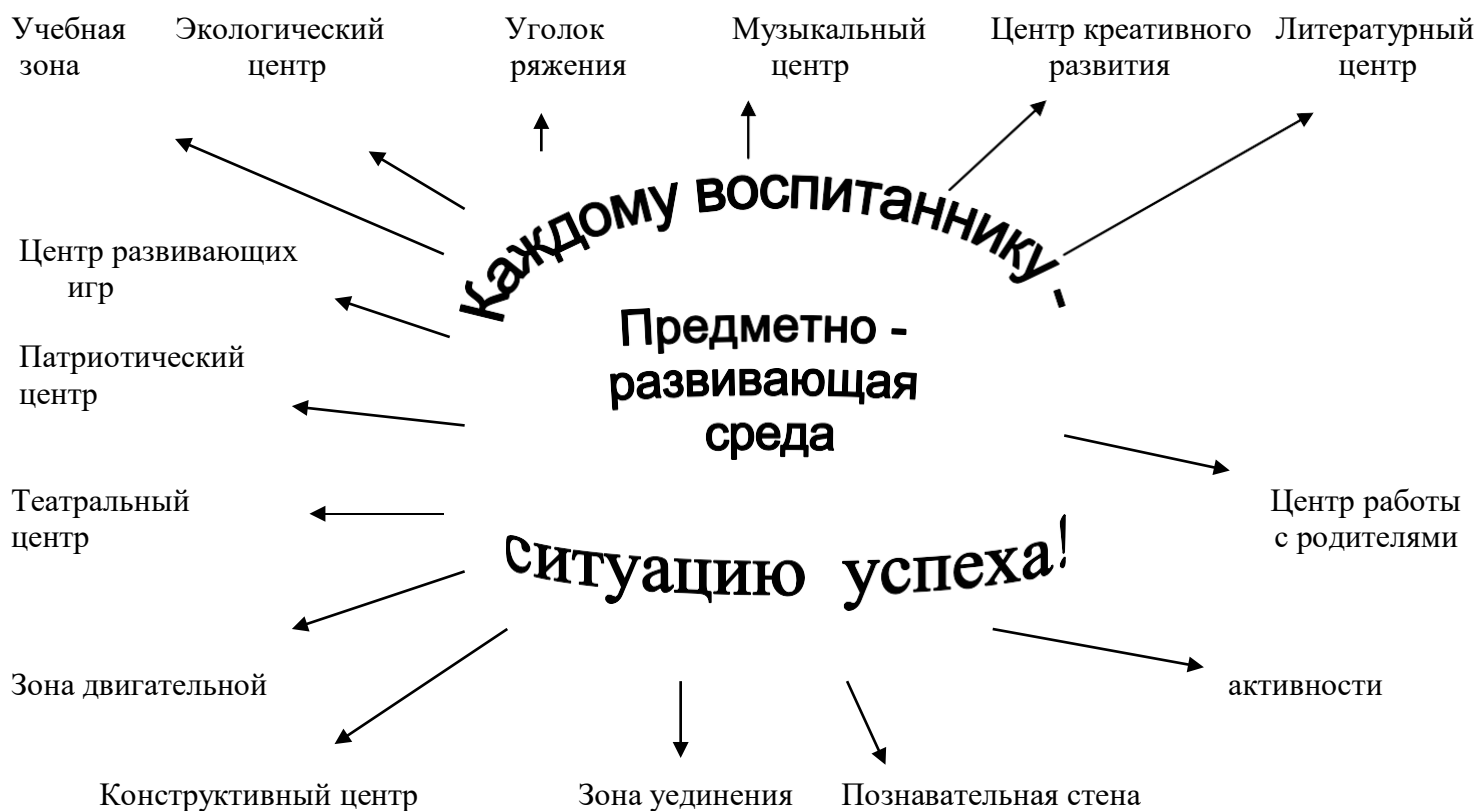 Учебная Экологический Уголок Музыкальный Центр креативного Литературный
зона центр ряжения центр развития центр
Каждому воспитаннику -
Центр развивающих
игр
Предметно -
развивающая
среда
Патриотический
центр
Театральный
центр
Центр работы
с родителями
ситуацию успеха!
Зона двигательной активности
Конструктивный центр Зона уединения Познавательная стена